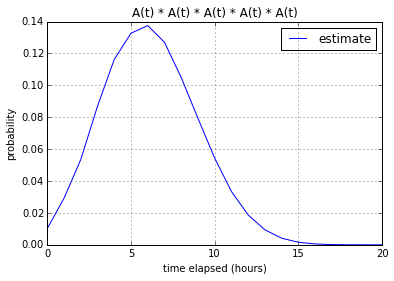 A(t) * A(t) * A(t) * A(t) * A(t)
estimate
probability
0.14
0.12
0.10
0.08
0.06
0.04
0.02
0.00
0 5 10 15 20
time elapsed (hours)